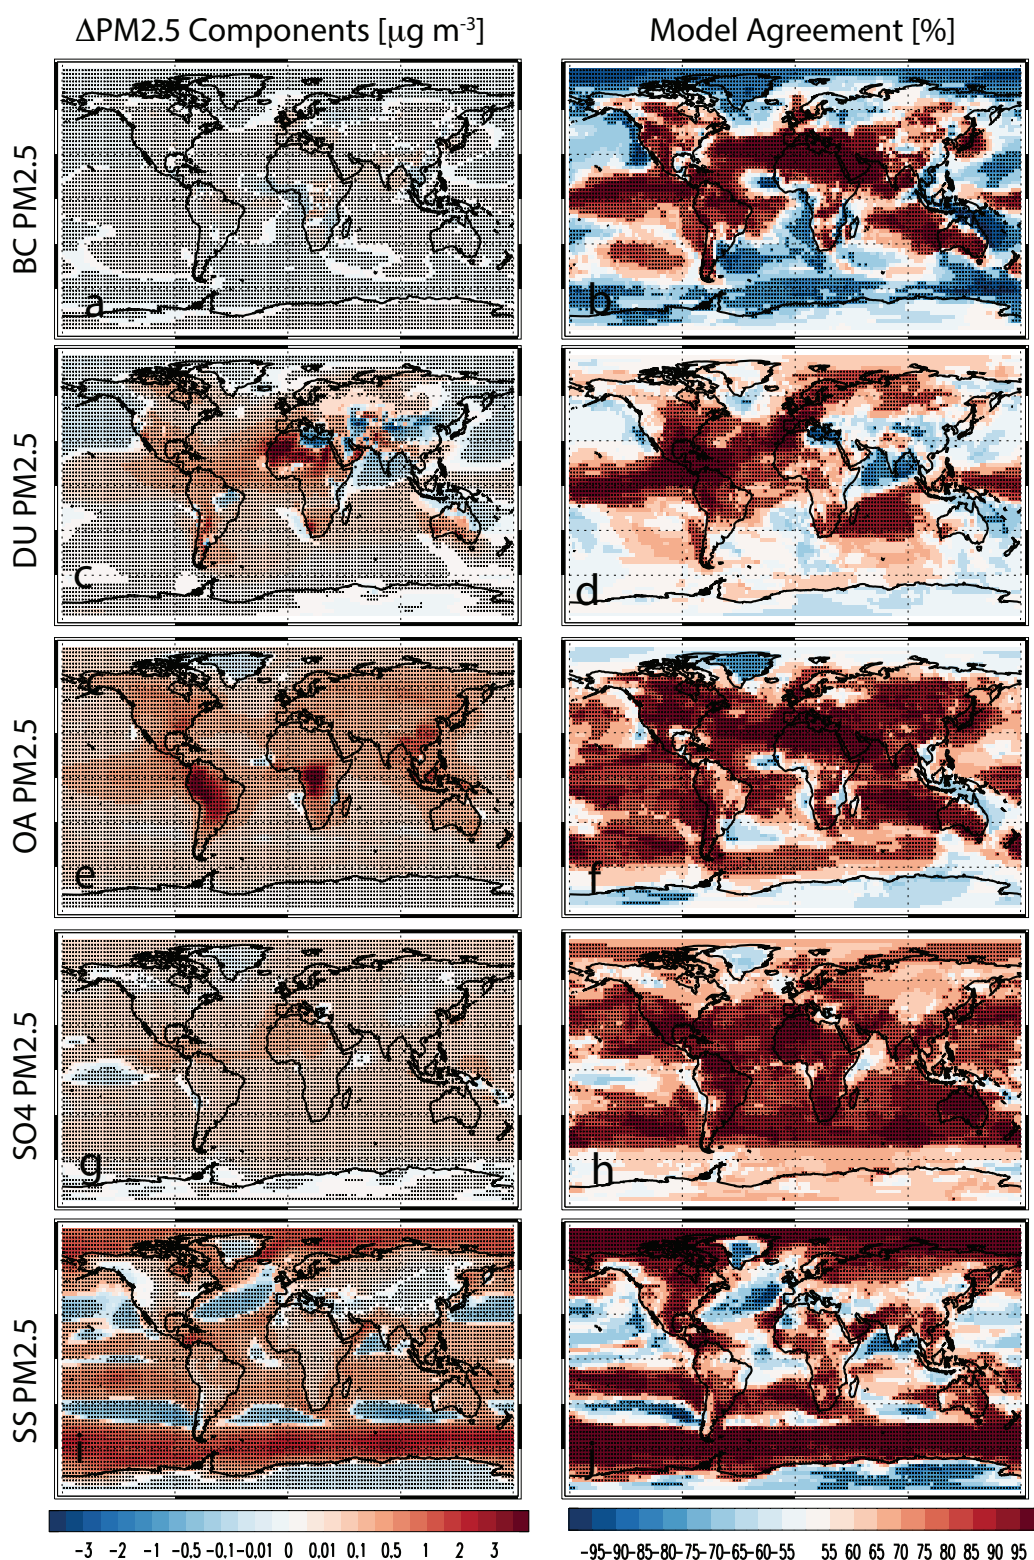 ΔPM2.5 Components [μg m-3] Model Agreement [%]
BC PM2.5
a b
DU PM2.5
c d
OA PM2.5
e f
SO4 PM2.5
g h
SS PM2.5
i j
-3 -2 -1 -0.5 -0.1 -0.01 0 0.01 0.1 0.5 1 2 3
-95-90-85-80-75-70-65-60-55 55 60 65 70 75 80 85 90 95